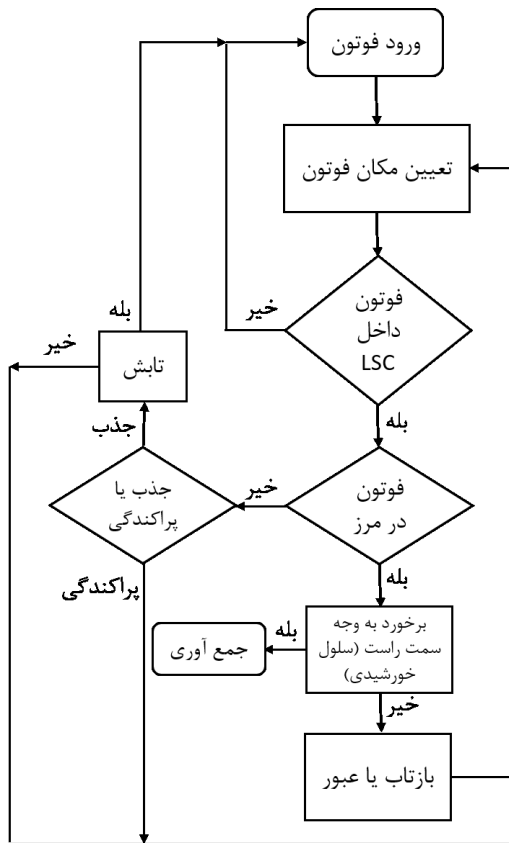 ورود فوتون
تعیین مکان فوتون
فوتون
داخل
LSC
خیر
بله
بله
خیر
تابش
جذب
فوتون
در مرز
خیر
جذب یا
پراکندگی
بله
پراکندگی
برخورد به وجه
سمت راست (سلول
خورشیدی)
بله
جمع آوری
خیر
بازتاب یا عبور